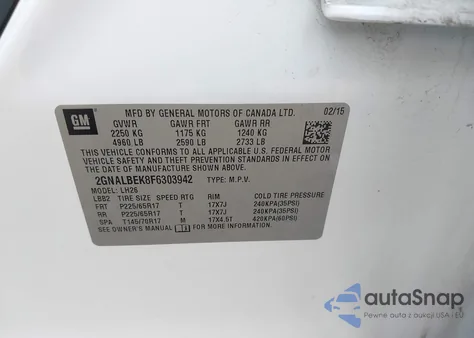 GM
MFD BY GENERAL MOTORS OF CANADA LTD. 02/15
GVWR GAWR FRT GAWR RR
2250 KG 1175 KG 1240 KG
4960 LB 2590 LB 2733 LB
THIS VEHICLE CONFORMS TO ALL APPLICABLE U.S. FEDERAL MOTOR
VEHICLE SAFETY AND THEFT PREVENTION STANDARDS IN EFFECT ON THE
DATE OF MANUFACTURE SHOWN ABOVE.
2GNALBEK8F6303942 TYPE: M.P.V.
MODEL: LH26
LBB2 TIRE SIZE SPEED RTG RIM COLD TIRE PRESSURE
FRT P225/65R17 T 17X7J 240KPA(35PSI)
RR P225/65R17 T 17X7J 240KPA(35PSI)
SPA T145/70R17 M 17X4.5T 420KPA(60PSI)
SEE OWNER'S MANUAL
autoSnap
Pewne auta z aukcji USA i EU